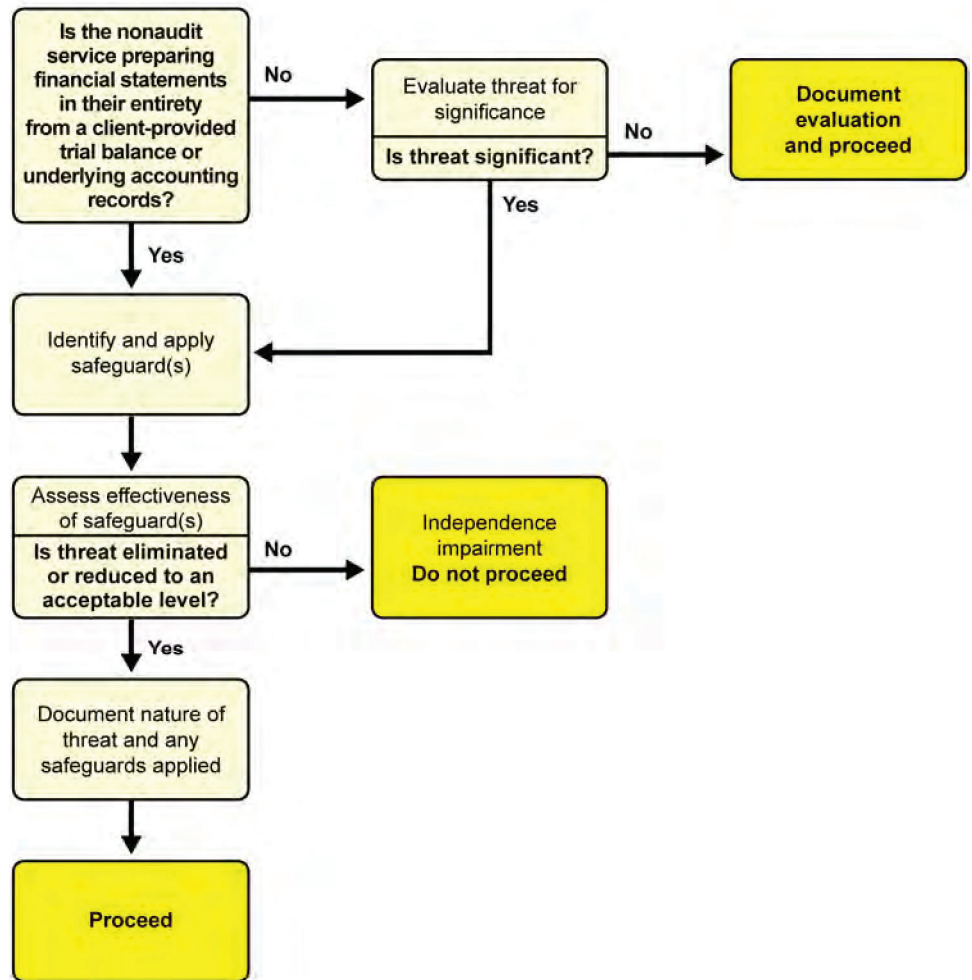 Is the nonaudit
service preparing
financial statements
in their entirety
from a client-provided
trial balance or
underlying accounting
records?
No
Evaluate threat for
significance
Is threat significant?
No
Document
evaluation
and proceed
Yes
Yes
Identify and apply
safeguard(s)
Assess effectiveness
of safeguard(s)
Is threat eliminated
or reduced to an
acceptable level?
No
Independence
impairment
Do not proceed
Yes
Document nature of
threat and any
safeguards applied
Proceed